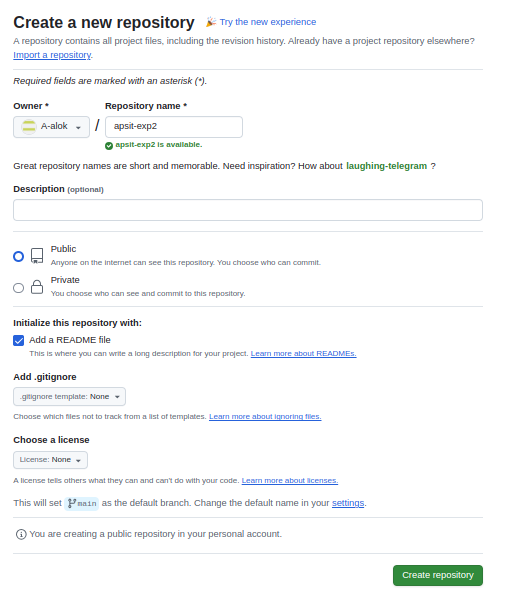 Create a new repository Try the new experience
A repository contains all project files, including the revision history. Already have a project repository elsewhere?
Import a repository.
Required fields are marked with an asterisk (*).
Owner * Repository name *
A-alok / apsit-exp2
apsit-exp2 is available.
Great repository names are short and memorable. Need inspiration? How about laughing-telegram ?
Description (optional)
Public
Anyone on the internet can see this repository. You choose who can commit.
Private
You choose who can see and commit to this repository.
Initialize this repository with:
Add a README file
This is where you can write a long description for your project. Learn more about READMEs.
Add .gitignore
.gitignore template: None
Choose which files not to track from a list of templates. Learn more about ignoring files.
Choose a license
License: None
A license tells others what they can and can't do with your code. Learn more about licenses.
This will set main as the default branch. Change the default name in your settings.
You are creating a public repository in your personal account.
Create repository